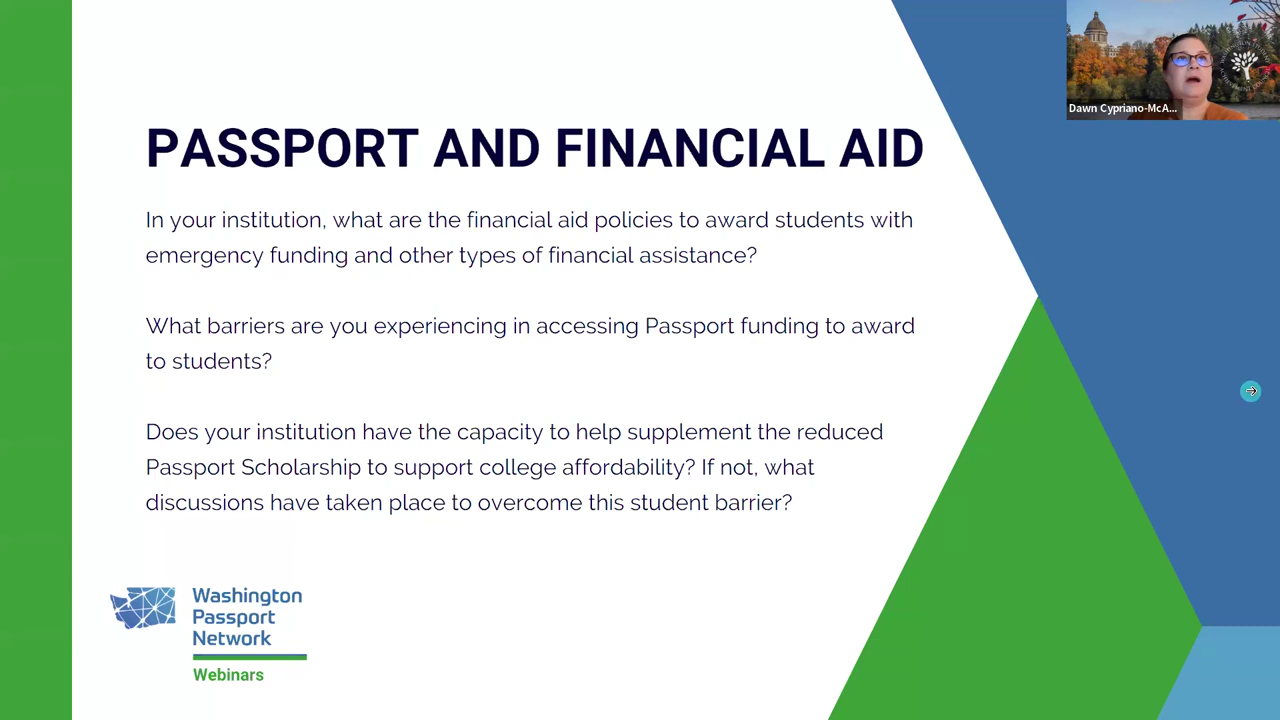 Dawn Cypriano-McA...
PASSPORT AND FINANCIAL AID
In your institution, what are the financial aid policies to award students with
emergency funding and other types of financial assistance?
What barriers are you experiencing in accessing Passport funding to award
to students?
Does your institution have the capacity to help supplement the reduced
Passport Scholarship to support college affordability? If not, what
discussions have taken place to overcome this student barrier?
Washington
Passport
Network
Webinars